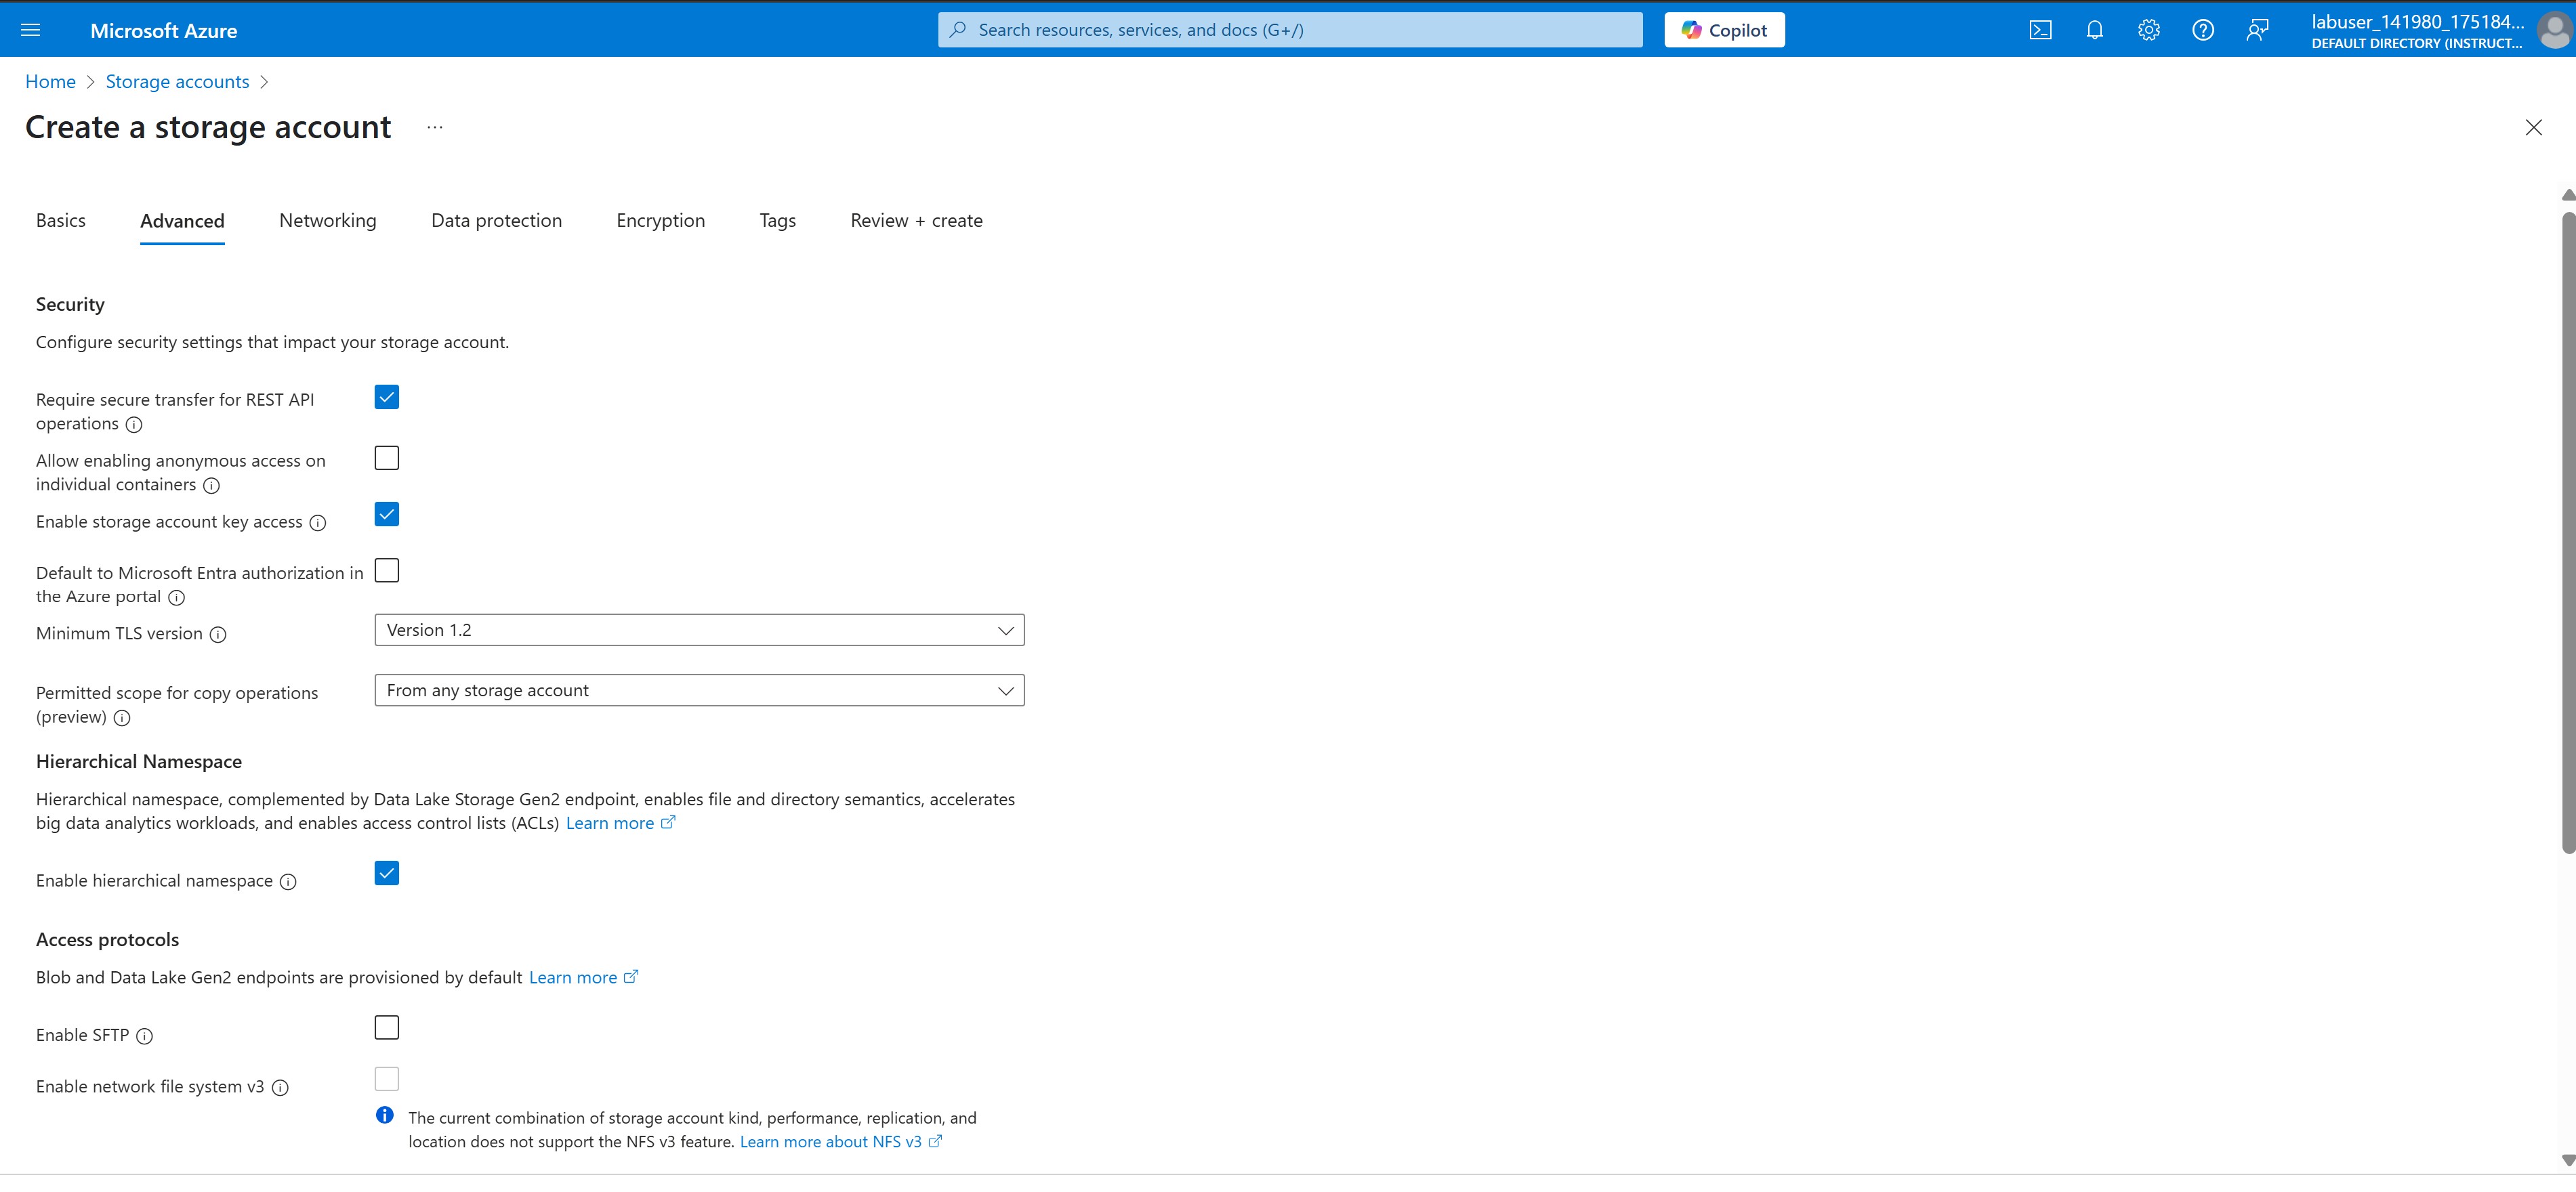 Microsoft Azure
Search resources, services, and docs (G+/)
Copilot
labuser_141980_175184...
DEFAULT DIRECTORY (INSTRUCT...
Home > Storage accounts >
Create a storage account ...
Basics Advanced Networking Data protection Encryption Tags Review + create
Security
Configure security settings that impact your storage account.
Require secure transfer for REST API
operations
Allow enabling anonymous access on
individual containers
Enable storage account key access
Default to Microsoft Entra authorization in
the Azure portal
Minimum TLS version
Version 1.2
Permitted scope for copy operations
(preview)
From any storage account
Hierarchical Namespace
Hierarchical namespace, complemented by Data Lake Storage Gen2 endpoint, enables file and directory semantics, accelerates
big data analytics workloads, and enables access control lists (ACLs) Learn more
Enable hierarchical namespace
Access protocols
Blob and Data Lake Gen2 endpoints are provisioned by default Learn more
Enable SFTP
Enable network file system v3
The current combination of storage account kind, performance, replication, and
location does not support the NFS v3 feature. Learn more about NFS v3